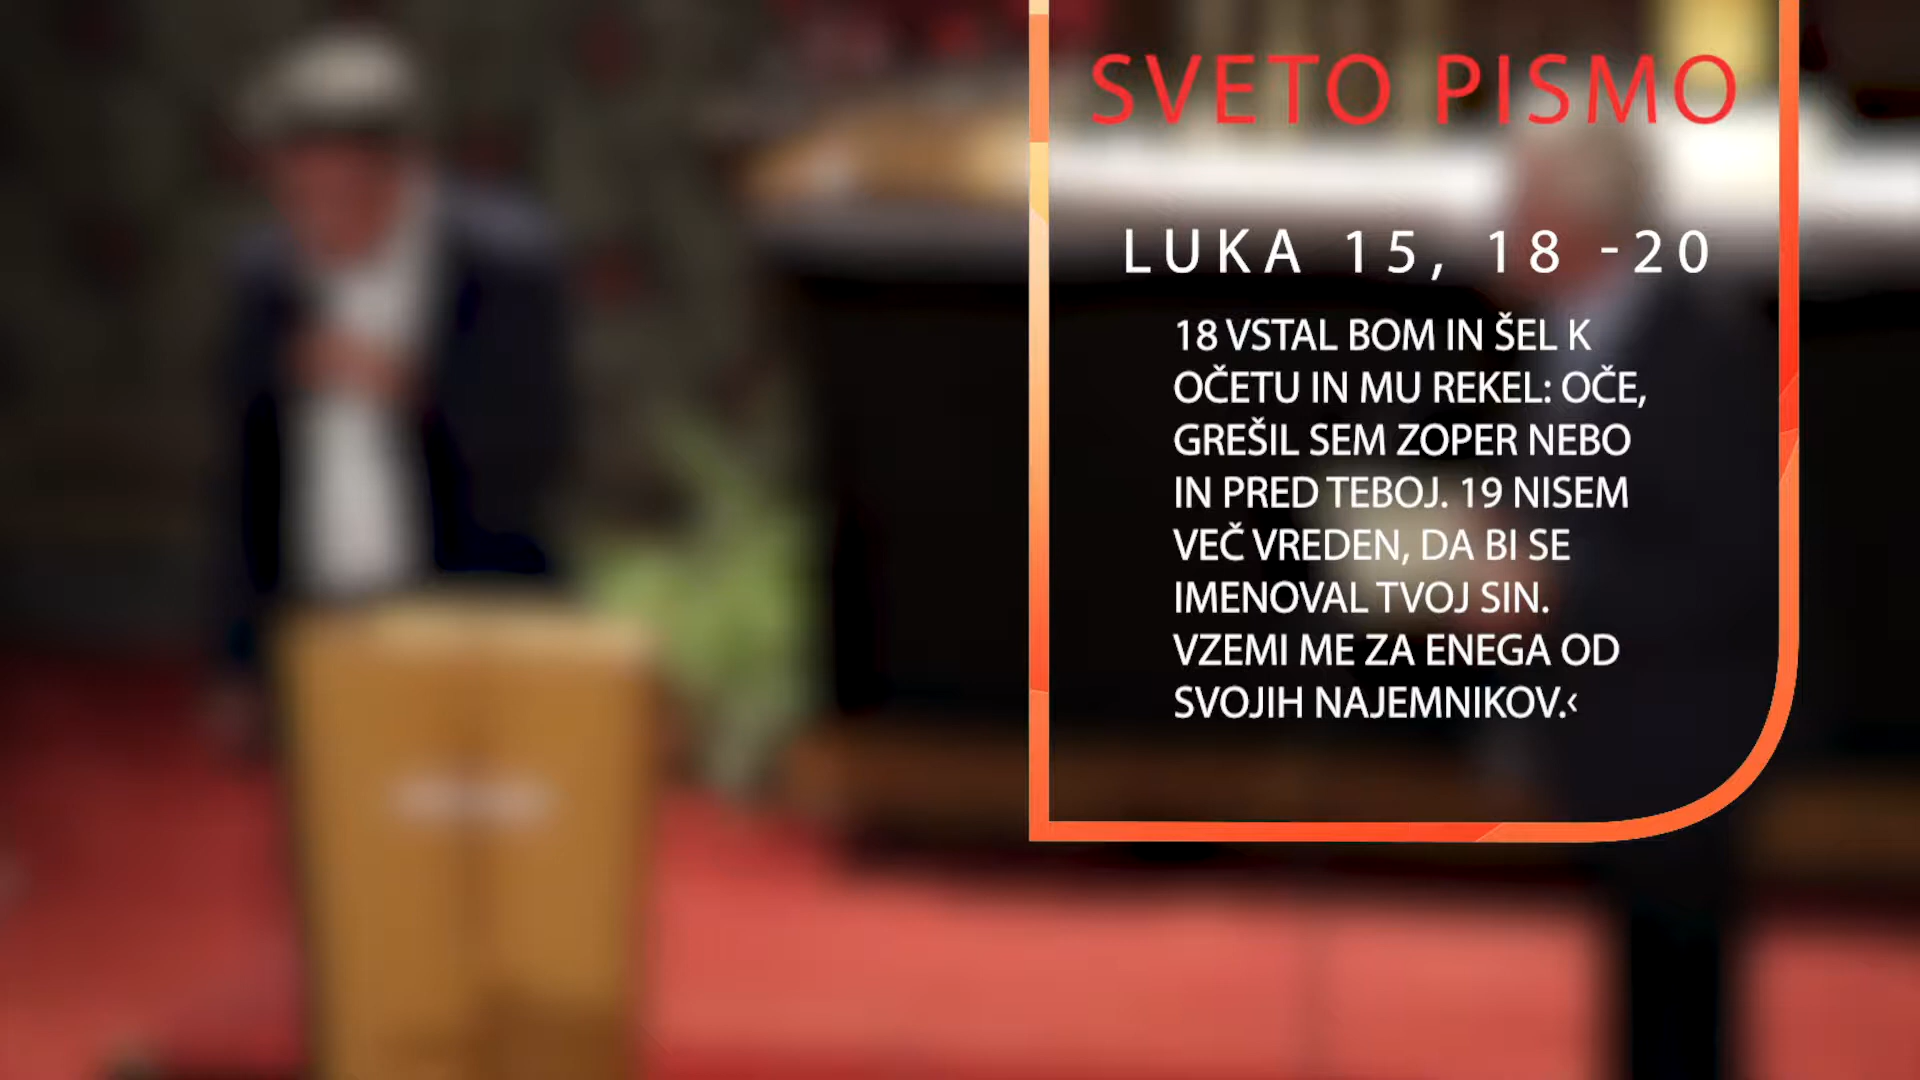 SVETO PISMO
LUKA 15, 18 -20
18 VSTAL BOM IN ŠEL K
OČETU IN MU REKEL: OČE,
GREŠIL SEM ZOPER NEBO
IN PRED TEBOJ. 19 NISEM
VEČ VREDEN, DA BI SE
IMENOVAL TVOJ SIN.
VZEMI ME ZA ENEGA OD
SVOJIH NAJEMNIKOV.‹